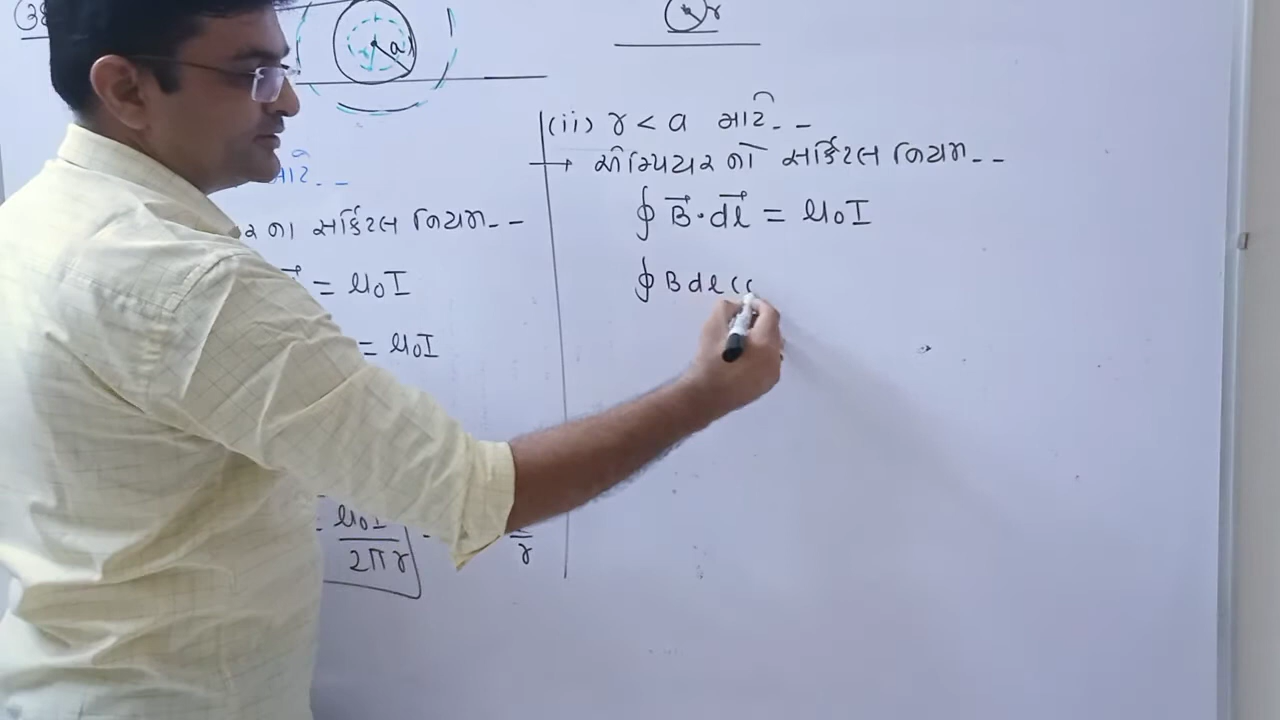 a
r
માટે - -
ના સર્કિટલ નિયમ - -
= μ₀I
= μ₀I
μ₀I / 2πr
r
(ii) r < a માટે - -
→ એમ્પિયરનો સર્કિટલ નિયમ - -
∮ B⃗ · dl⃗ = μ₀I
∮ B dl (c